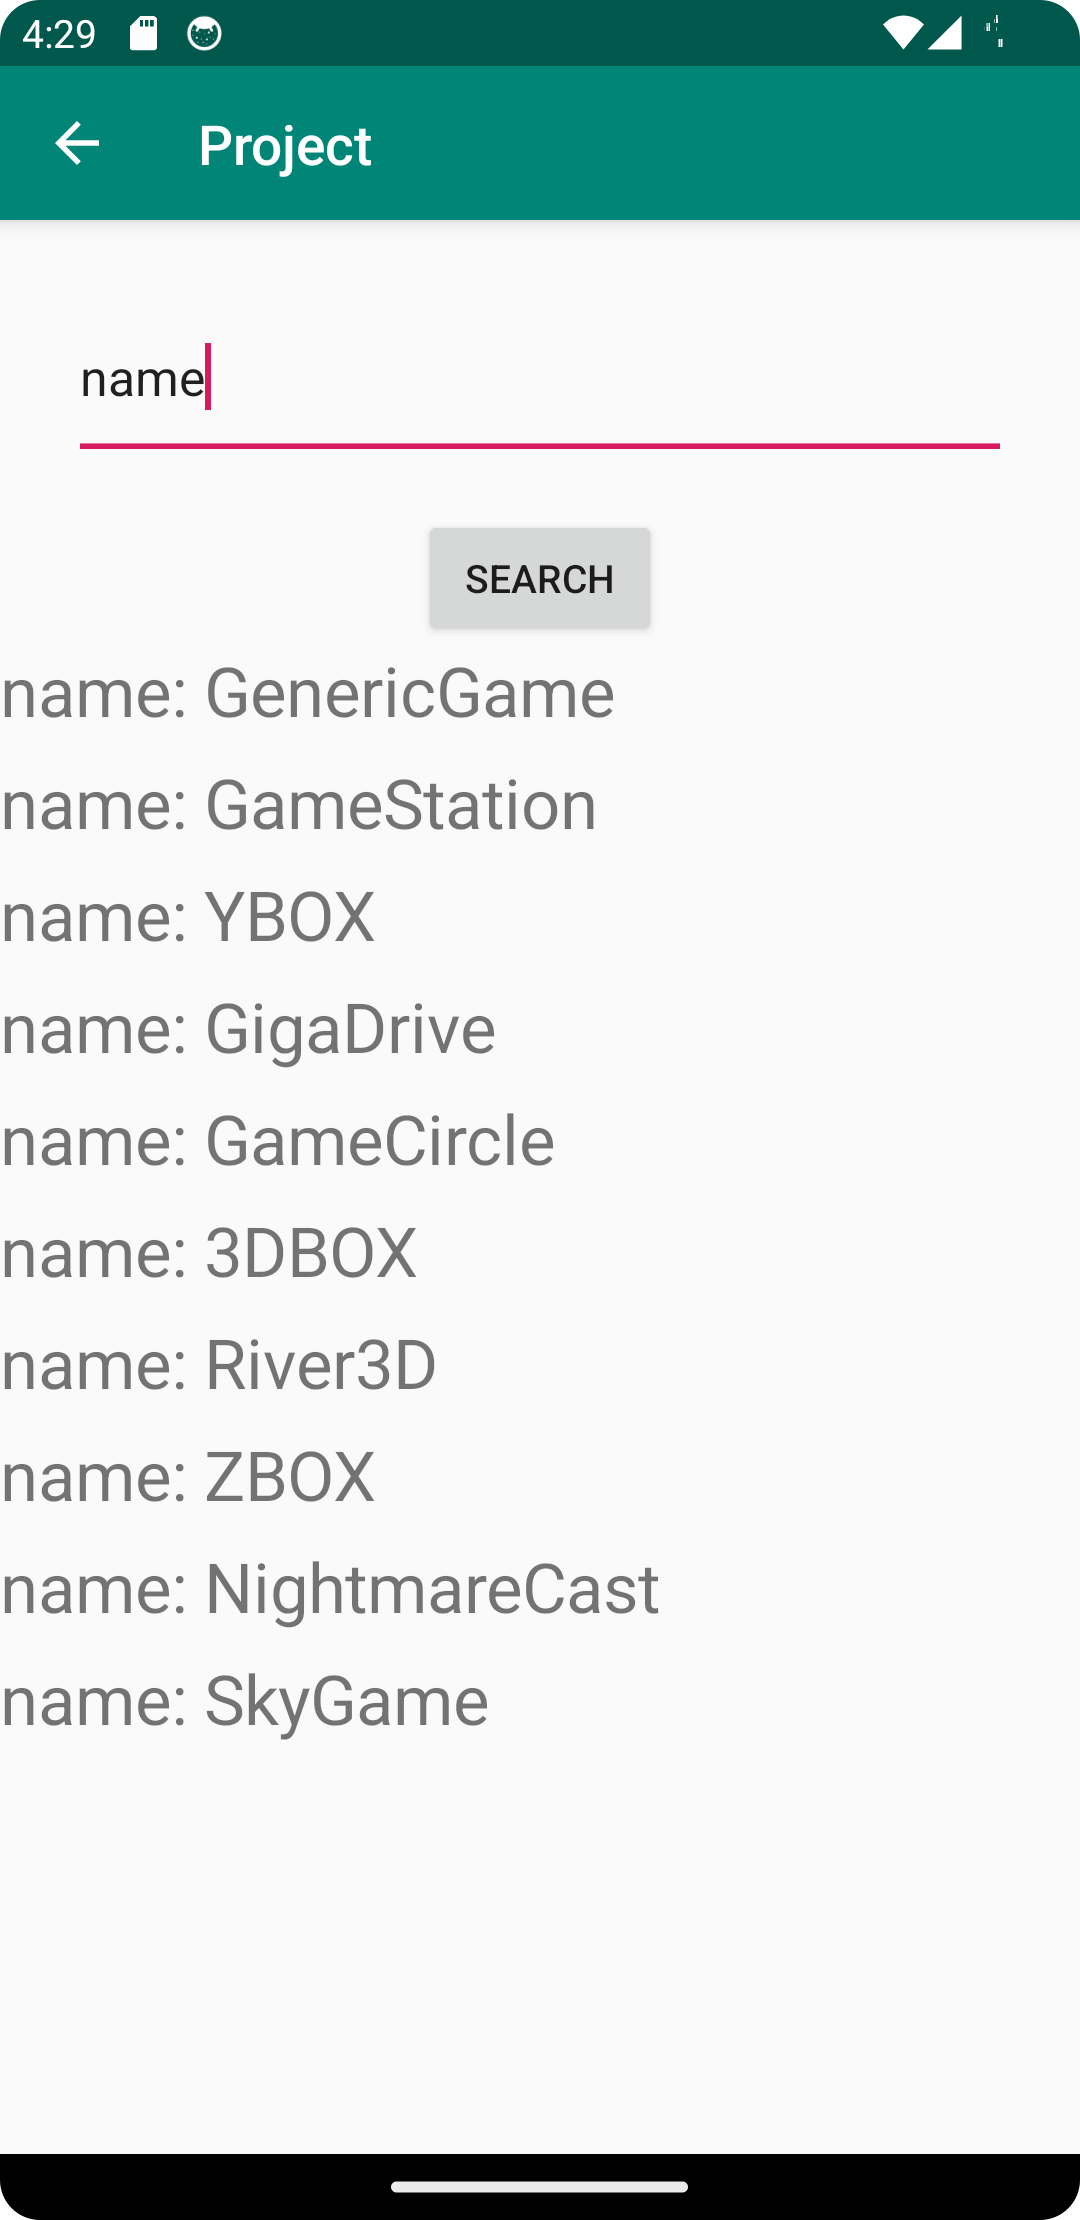 4:29
Project
name
SEARCH
name: GenericGame
name: GameStation
name: YBOX
name: GigaDrive
name: GameCircle
name: 3DBOX
name: River3D
name: ZBOX
name: NightmareCast
name: SkyGame